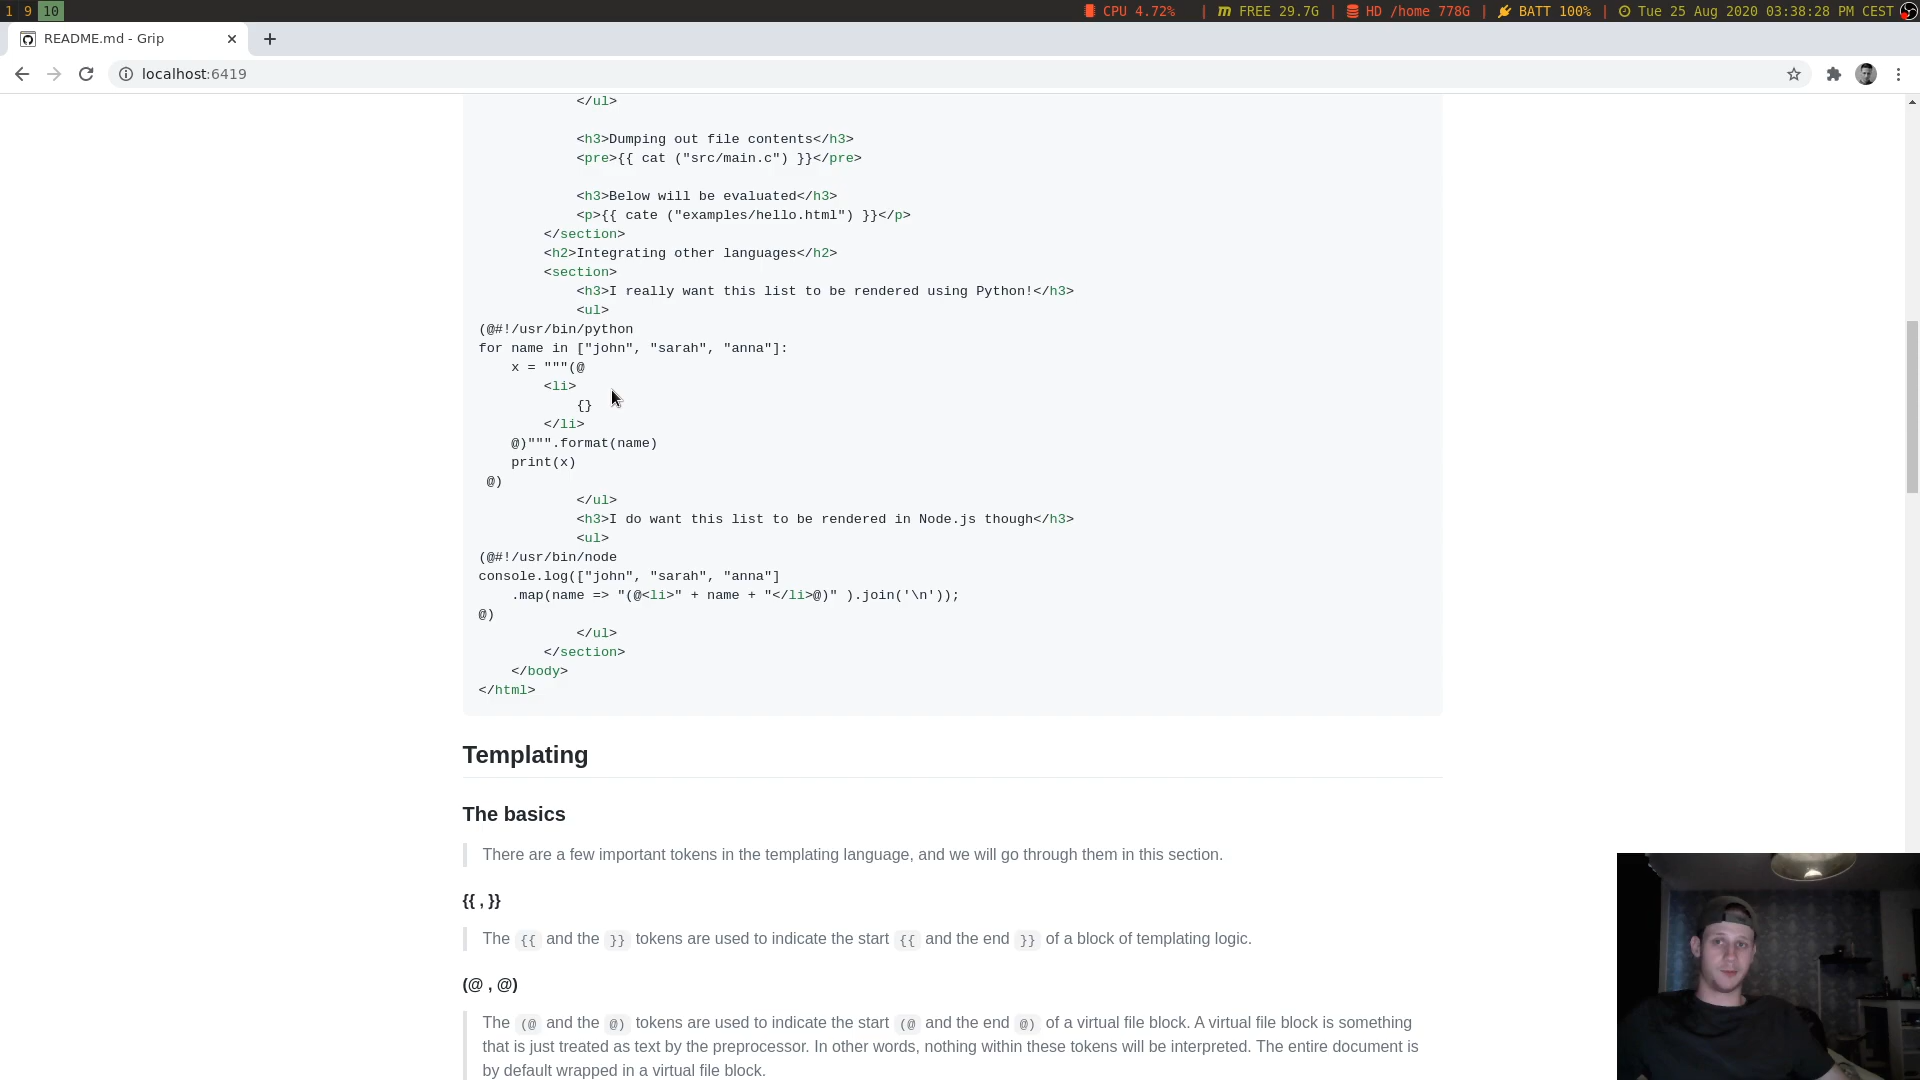 1 9 10
CPU 4.72% | FREE 29.7G | HD /home 778G | BATT 100% | Tue 25 Aug 2020 03:38:28 PM CEST
README.md - Grip
localhost:6419
</ul>
<h3>Dumping out file contents</h3>
<pre>{{ cat ("src/main.c") }}</pre>
<h3>Below will be evaluated</h3>
<p>{{ cate ("examples/hello.html") }}</p>
</section>
<h2>Integrating other languages</h2>
<section>
<h3>I really want this list to be rendered using Python!</h3>
<ul>
(@#!/usr/bin/python
for name in ["john", "sarah", "anna"]:
x = """(@
<li>
{}
</li>
@)""".format(name)
print(x)
@)
</ul>
<h3>I do want this list to be rendered in Node.js though</h3>
<ul>
(@#!/usr/bin/node
console.log(["john", "sarah", "anna"]
.map(name => "(@<li>" + name + "</li>@)" ).join('\n'));
@)
</ul>
</section>
</body>
</html>
Templating
The basics
There are a few important tokens in the templating language, and we will go through them in this section.
{{ , }}
The {{ and the }} tokens are used to indicate the start {{ and the end }} of a block of templating logic.
(@ , @)
The (@ and the @) tokens are used to indicate the start (@ and the end @) of a virtual file block. A virtual file block is something
that is just treated as text by the preprocessor. In other words, nothing within these tokens will be interpreted. The entire document is
by default wrapped in a virtual file block.